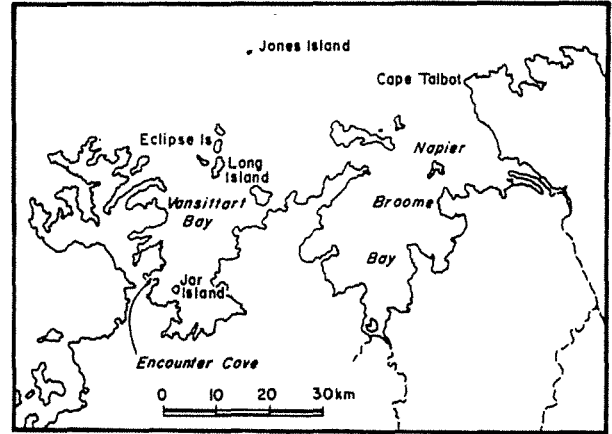 Jones Island
Cape Talbot
Eclipse Is
Long
Island
Napier
Vansittart
Bay
Broome
Bay
Jar
Island
Encounter Cove
0 10 20 30km